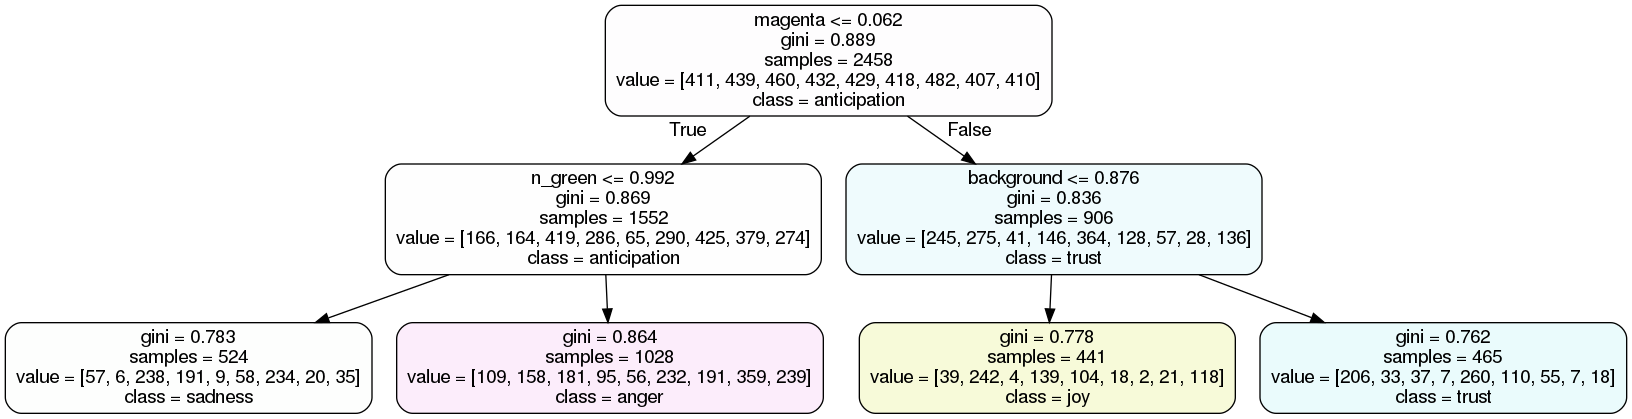 magenta <= 0.062
gini = 0.889
samples = 2458
value = [411, 439, 460, 432, 429, 418, 482, 407, 410]
class = anticipation
True
False
n_green <= 0.992
gini = 0.869
samples = 1552
value = [166, 164, 419, 286, 65, 290, 425, 379, 274]
class = anticipation
background <= 0.876
gini = 0.836
samples = 906
value = [245, 275, 41, 146, 364, 128, 57, 28, 136]
class = trust
gini = 0.783
samples = 524
value = [57, 6, 238, 191, 9, 58, 234, 20, 35]
class = sadness
gini = 0.864
samples = 1028
value = [109, 158, 181, 95, 56, 232, 191, 359, 239]
class = anger
gini = 0.778
samples = 441
value = [39, 242, 4, 139, 104, 18, 2, 21, 118]
class = joy
gini = 0.762
samples = 465
value = [206, 33, 37, 7, 260, 110, 55, 7, 18]
class = trust